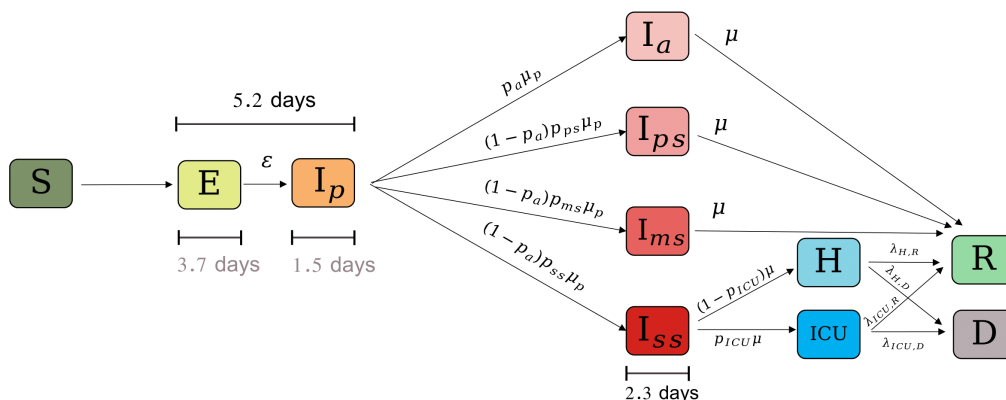 I_a
μ
p_a μ_p
5.2 days
(1−p_a)p_ps μ_p
I_ps
μ
S
E
ε
I_p
(1−p_a)p_ms μ_p
I_ms
μ
3.7 days
1.5 days
(1−p_a)p_ss μ_p
H
λ_H,R
R
(1−p_ICU)μ
λ_H,D
λ_ICU,R
I_ss
p_ICU μ
ICU
λ_ICU,D
D
2.3 days